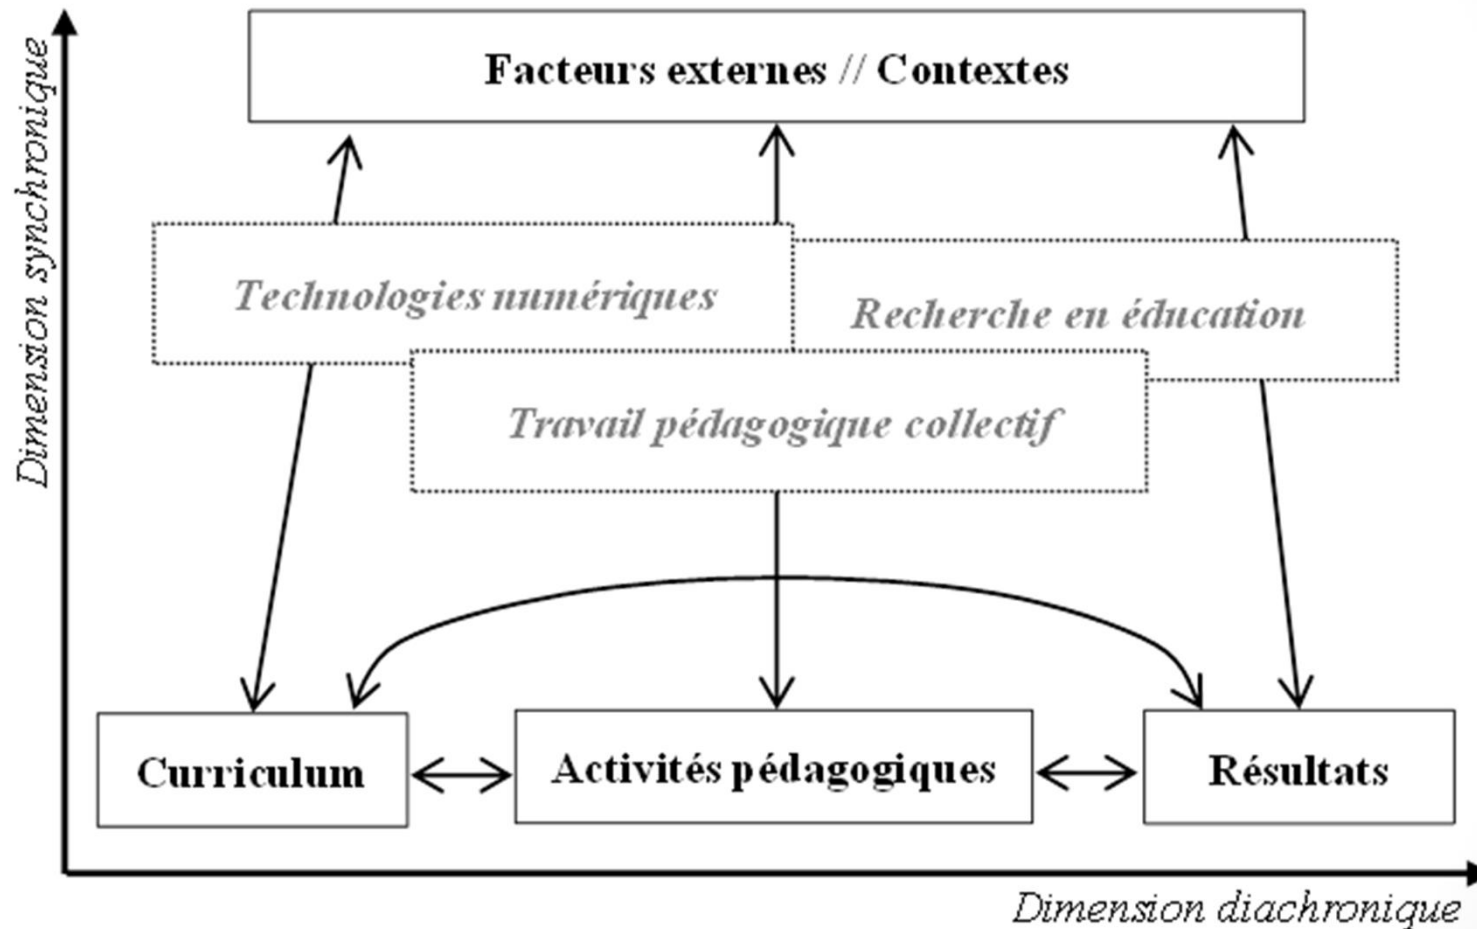 Dimension synchronique
Facteurs externes // Contextes
Technologies numériques
Recherche en éducation
Travail pédagogique collectif
Curriculum
Activités pédagogiques
Résultats
Dimension diachronique